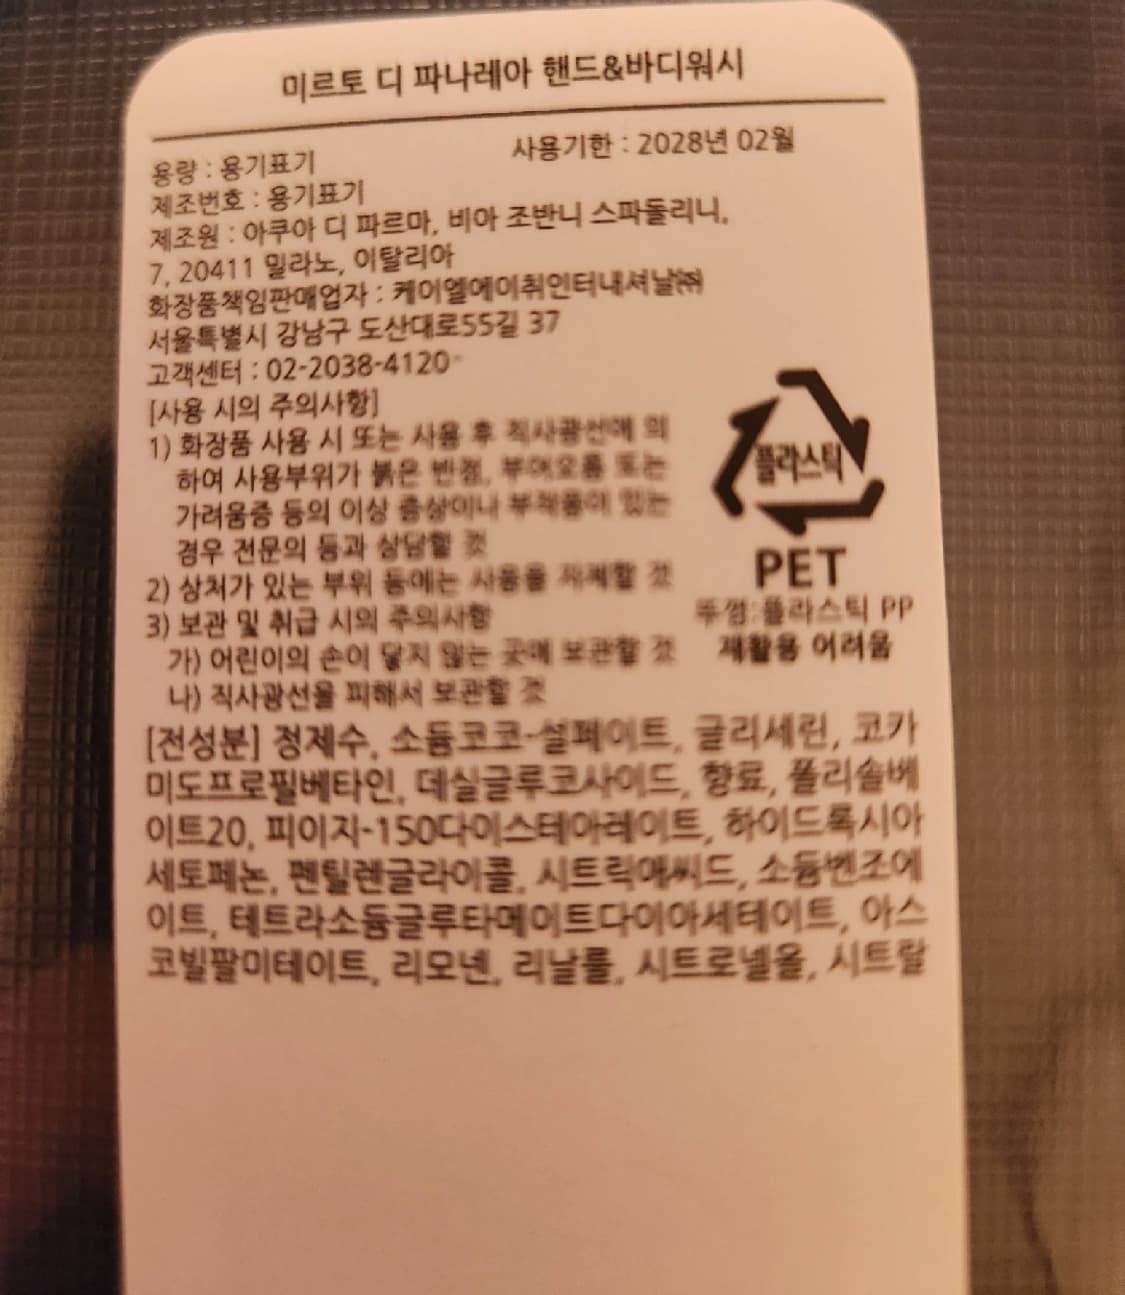 미르토 디 파나레아 핸드&바디워시
용량 : 용기표기
사용기한 : 2028년 02월
제조번호 : 용기표기
제조원 : 아쿠아 디 파르마, 비아 조반니 스파돌리니,
7, 20411 밀라노, 이탈리아
화장품책임판매업자 : 케이엘에이취인터내셔날㈜
서울특별시 강남구 도산대로55길 37
고객센터 : 02-2038-4120
[사용 시의 주의사항]
1) 화장품 사용 시 또는 사용 후 직사광선에 의
하여 사용부위가 붉은 반점, 부어오름 또는
가려움증 등의 이상 증상이나 부작용이 있는
경우 전문의 등과 상담할 것
2) 상처가 있는 부위 등에는 사용을 자제할 것
3) 보관 및 취급 시의 주의사항
가) 어린이의 손이 닿지 않는 곳에 보관할 것
나) 직사광선을 피해서 보관할 것
플라스틱
PET
뚜껑:플라스틱 PP
재활용 어려움
[전성분] 정제수, 소듐코코-설페이트, 글리세린, 코카
미도프로필베타인, 데실글루코사이드, 향료, 폴리솔베
이트20, 피이지-150다이스테아레이트, 하이드록시아
세토페논, 펜틸렌글라이콜, 시트릭애씨드, 소듐벤조에
이트, 테트라소듐글루타메이트다이아세테이트, 아스
코빌팔미테이트, 리모넨, 리날룰, 시트로넬올, 시트랄